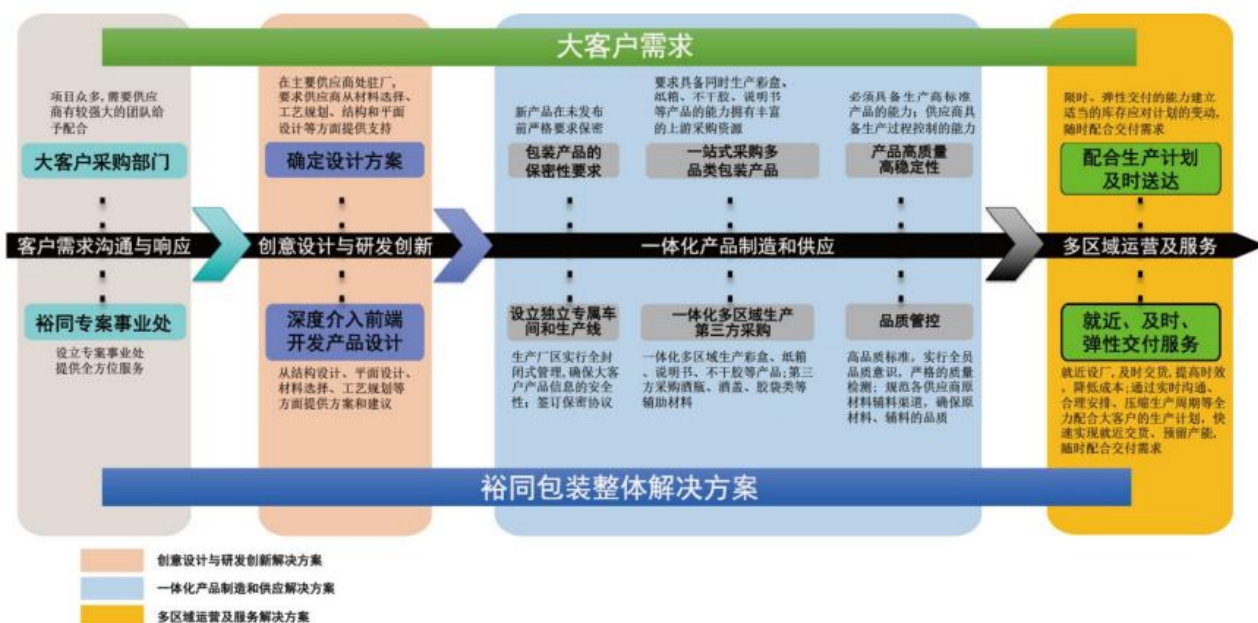 大客户需求
项目众多,需要供应
商有较强大的团队给
予配合
大客户采购部门
在主要供应商处驻厂,
要求供应商从材料选择、
工艺规划、结构和平面
设计等方面提供支持
确定设计方案
新产品在未发布
前严格要求保密
包装产品的
保密性要求
要求具备同时生产彩盒、
纸箱、不干胶、说明书
等产品的能力拥有丰富
的上游采购资源
一站式采购多
品类包装产品
必须具备生产商标准
产品的能力;供应商具
备生产过程控制的能力
产品高质量
高稳定性
限时、弹性交付的能力建立
适当的库存应对计划的变动,
随时配合交付需求
配合生产计划
及时送达
客户需求沟通与响应
创意设计与研发创新
一体化产品制造和供应
多区域运营及服务
裕同专案事业处
设立专案事业处
提供全方位服务
深度介入前端
开发产品设计
从结构设计、平面设计、
材料选择、工艺规划等
方面提供方案和建议
设立独立专属车
间和生产线
生产厂区实行全封
闭式管理,确保大客
户产品信息的安全
性;签订保密协议
一体化多区域生产
第三方采购
一体化多区域生产彩盒、纸箱
、说明书、不干胶等产品;第三
方采购酒瓶、酒盖、胶袋类等
辅助材料
品质管控
高品质标准,实行全员
品质意识,严格的质量
检测;规范各供应商原
材料辅料渠道,确保原
材料、辅料的品质
就近、及时、
弹性交付服务
就近设厂,及时交货,提高时效
,降低成本;通过实时沟通、
合理安排、压缩生产周期等全
力配合大客户的生产计划,快
速实现就近交货、预留产能,
随时配合交付需求
裕同包装整体解决方案
创意设计与研发创新解决方案
一体化产品制造和供应解决方案
多区域运营及服务解决方案